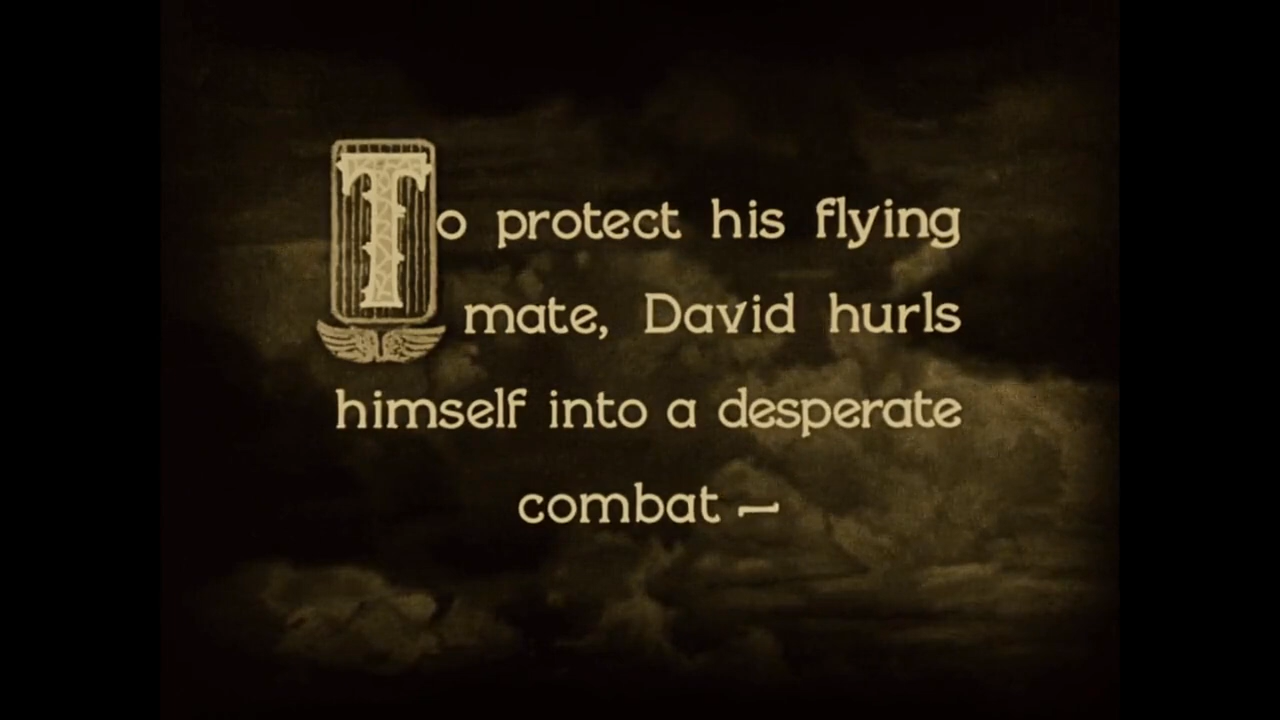 To protect his flying
mate, David hurls
himself into a desperate
combat —